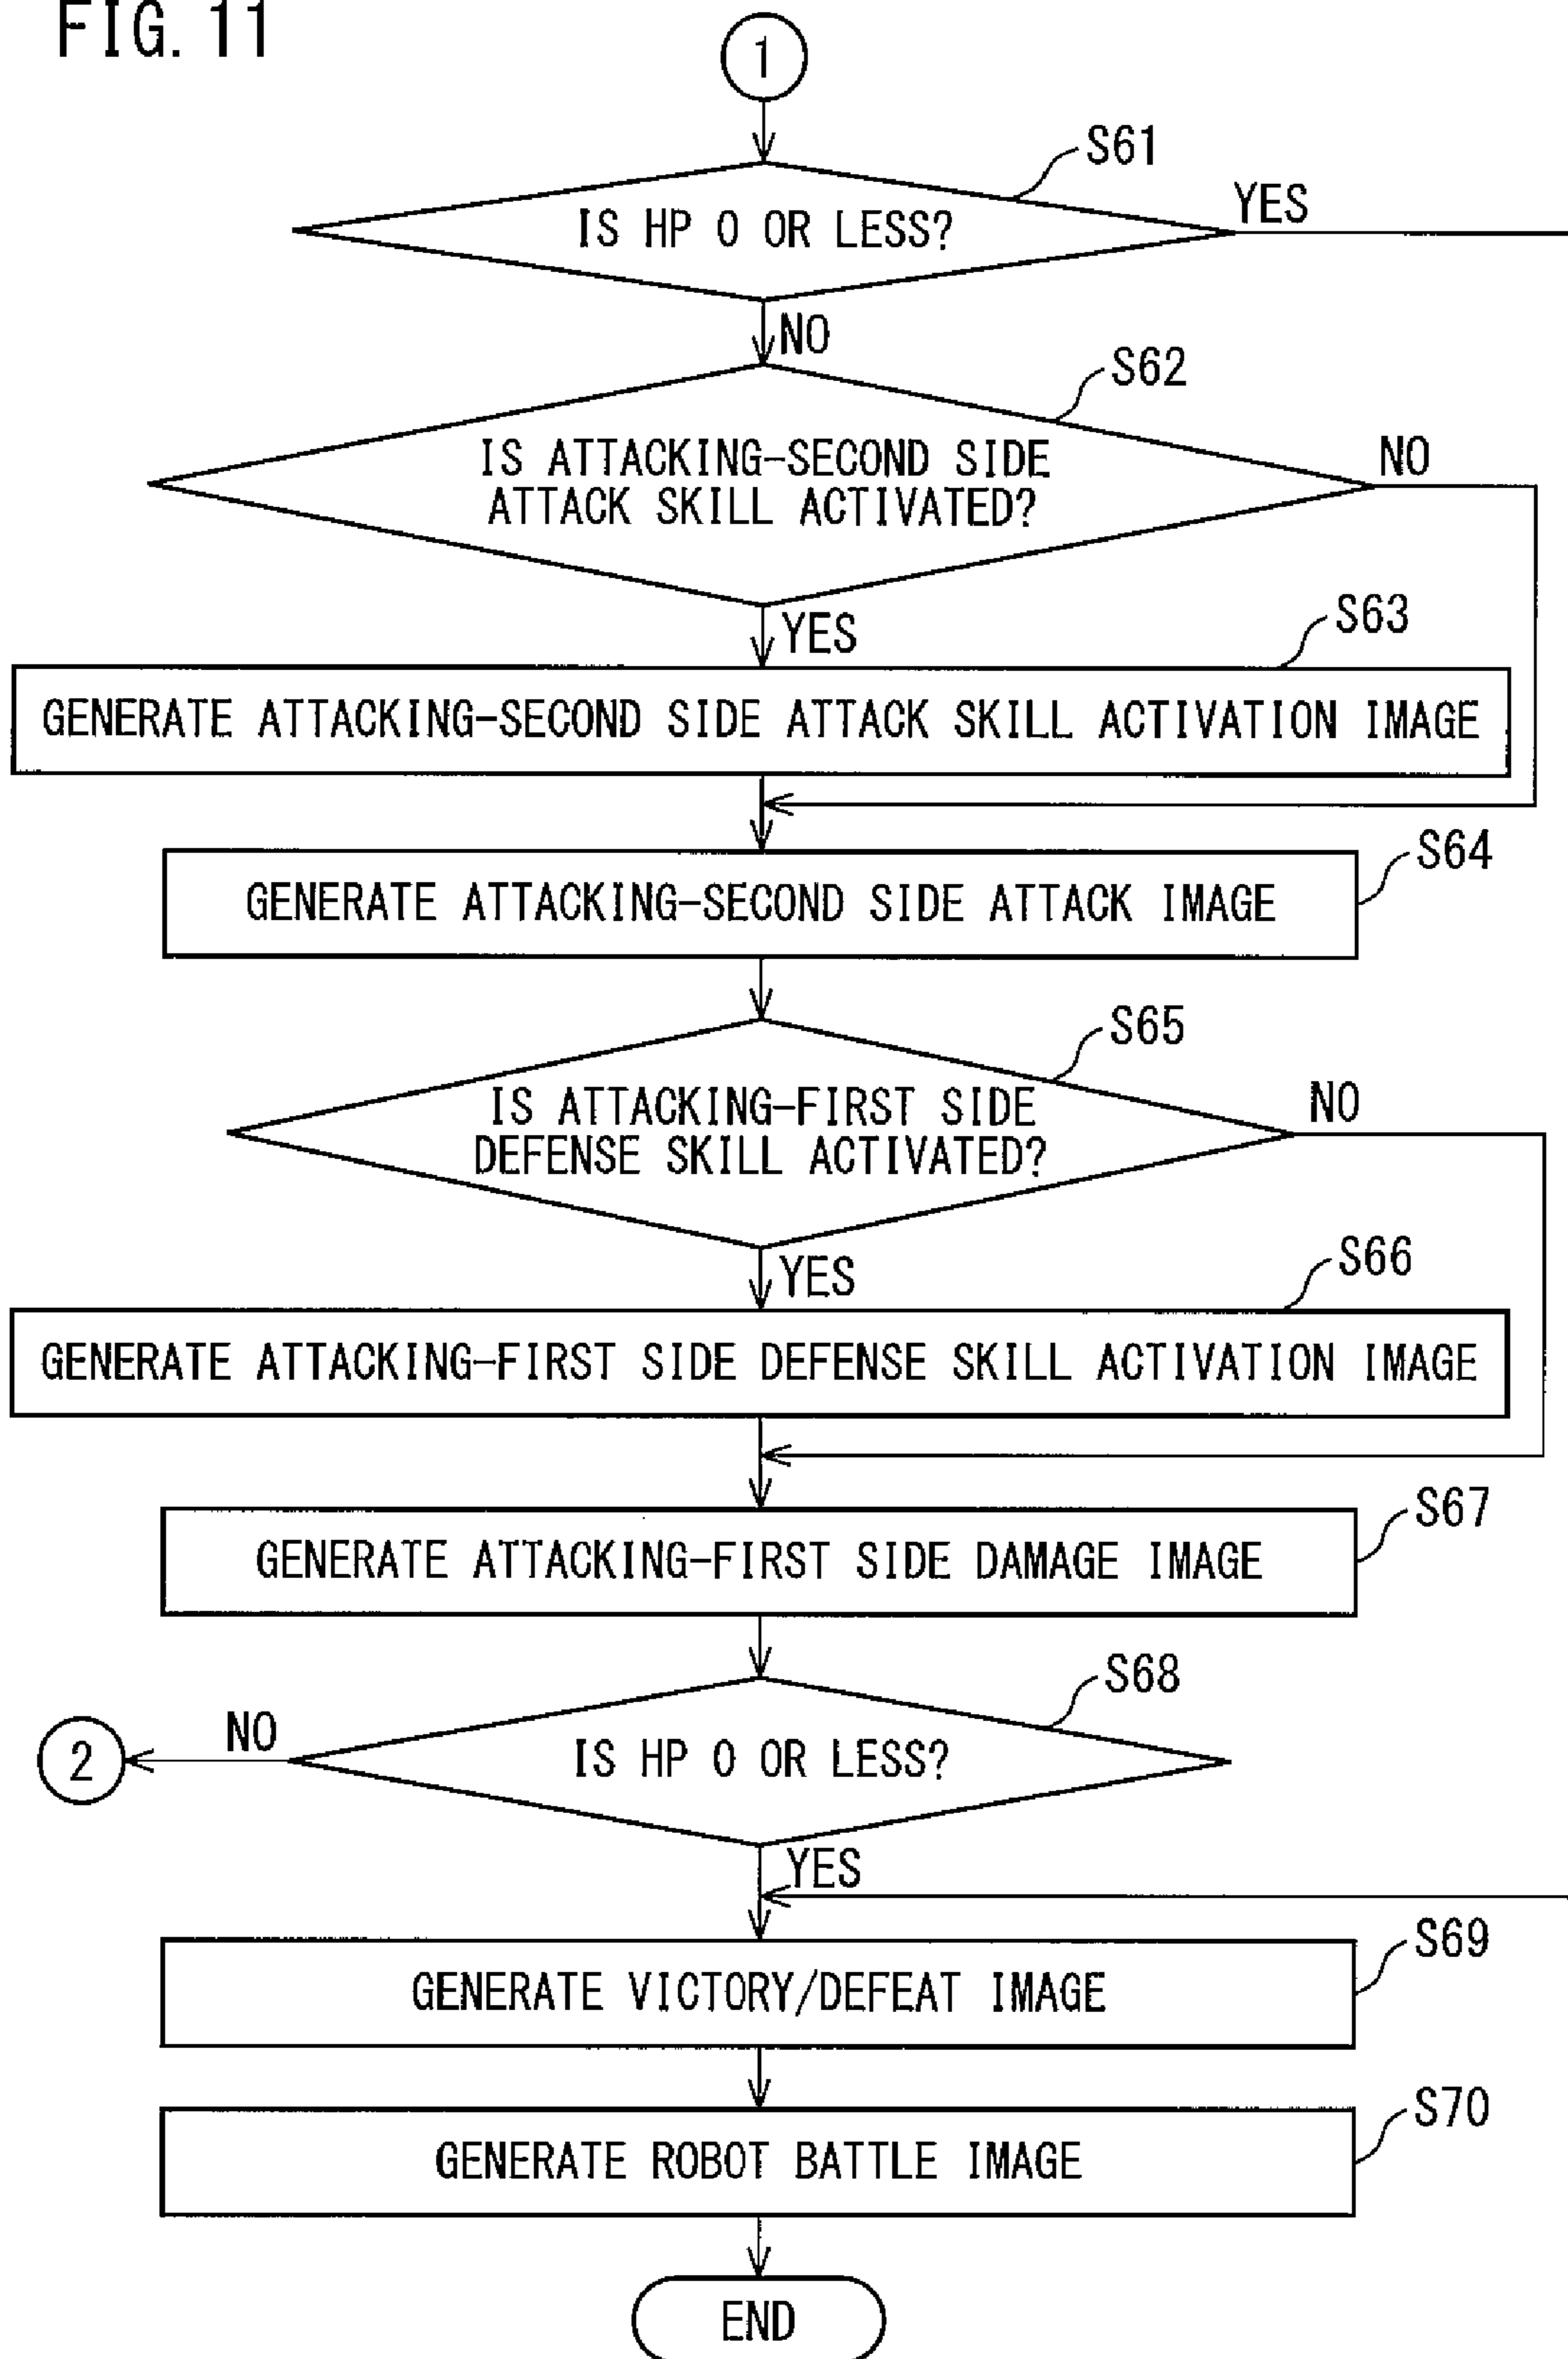 FIG. 11
1
S61
IS HP 0 OR LESS?
YES
NO
S62
IS ATTACKING-SECOND SIDE
ATTACK SKILL ACTIVATED?
NO
YES
S63
GENERATE ATTACKING-SECOND SIDE ATTACK SKILL ACTIVATION IMAGE
S64
GENERATE ATTACKING-SECOND SIDE ATTACK IMAGE
S65
IS ATTACKING-FIRST SIDE
DEFENSE SKILL ACTIVATED?
NO
YES
S66
GENERATE ATTACKING-FIRST SIDE DEFENSE SKILL ACTIVATION IMAGE
S67
GENERATE ATTACKING-FIRST SIDE DAMAGE IMAGE
S68
2
NO
IS HP 0 OR LESS?
YES
S69
GENERATE VICTORY/DEFEAT IMAGE
S70
GENERATE ROBOT BATTLE IMAGE
END